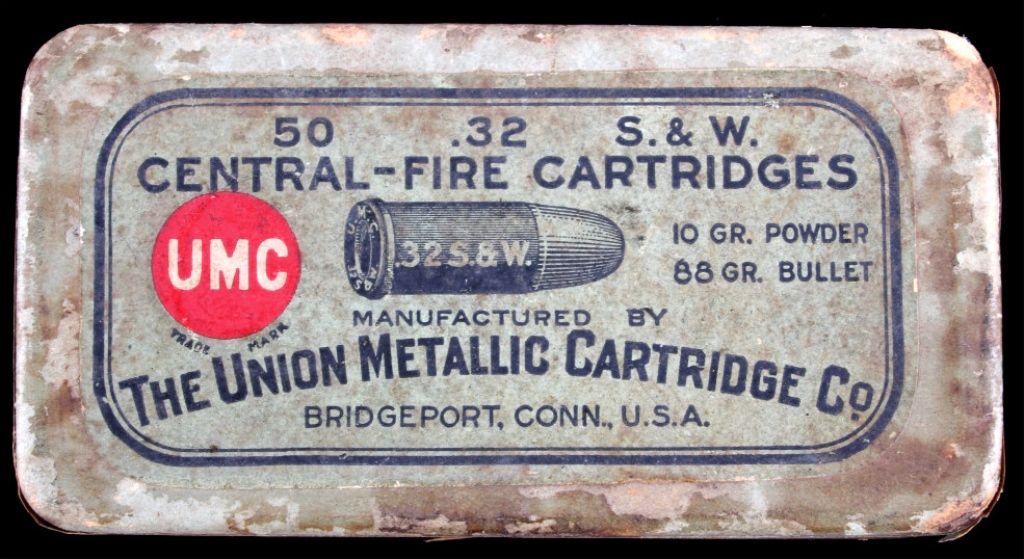 50 .32 S. & W.
CENTRAL-FIRE CARTRIDGES
UMC
TRADE MARK
.32 S.& W.
10 GR. POWDER
88 GR. BULLET
MANUFACTURED BY
THE UNION METALLIC CARTRIDGE CO
BRIDGEPORT, CONN., U.S.A.